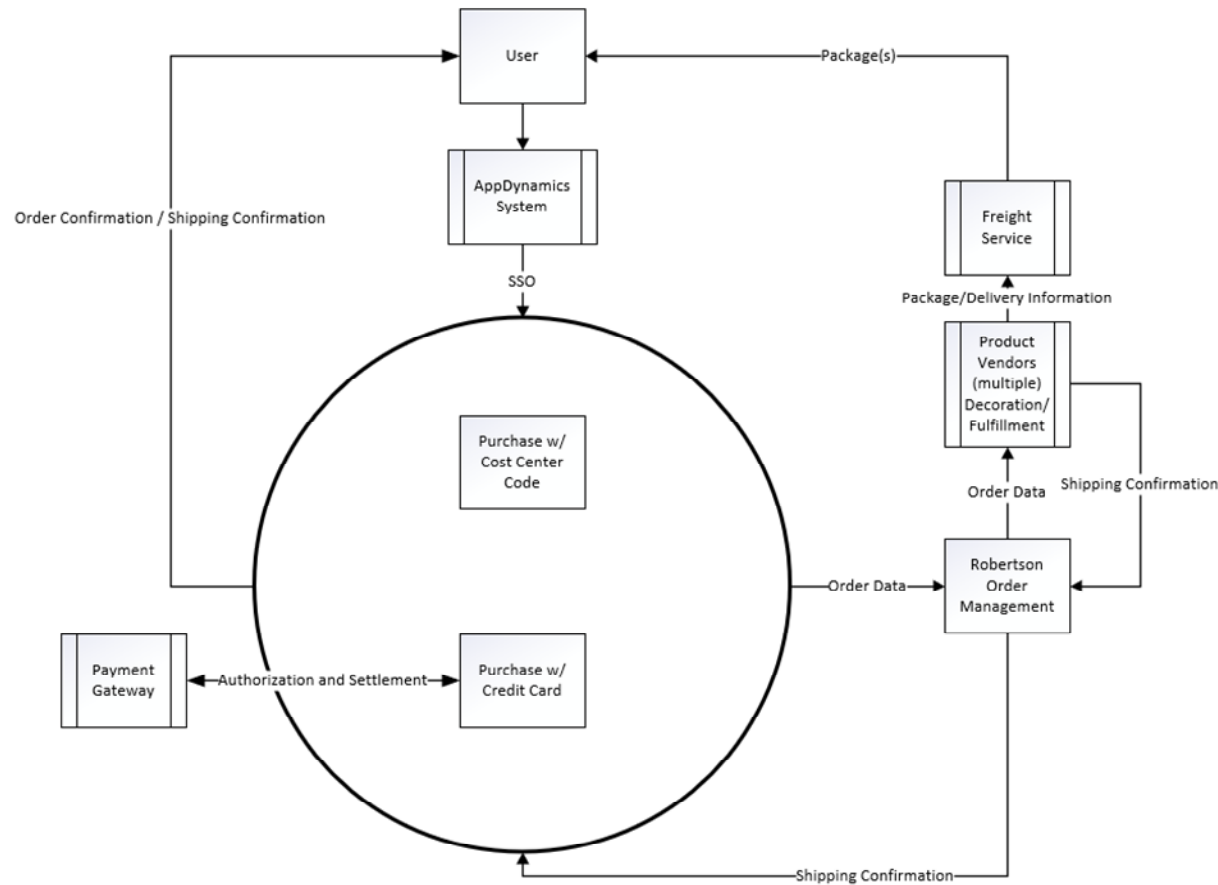 User
Package(s)
AppDynamics
System
Freight
Service
Order Confirmation / Shipping Confirmation
SSO
Package/Delivery Information
Product
Vendors
(multiple)
Decoration/
Fulfillment
Purchase w/
Cost Center
Code
Order Data
Shipping Confirmation
Robertson
Order
Management
Order Data
Payment
Gateway
Authorization and Settlement
Purchase w/
Credit Card
Shipping Confirmation